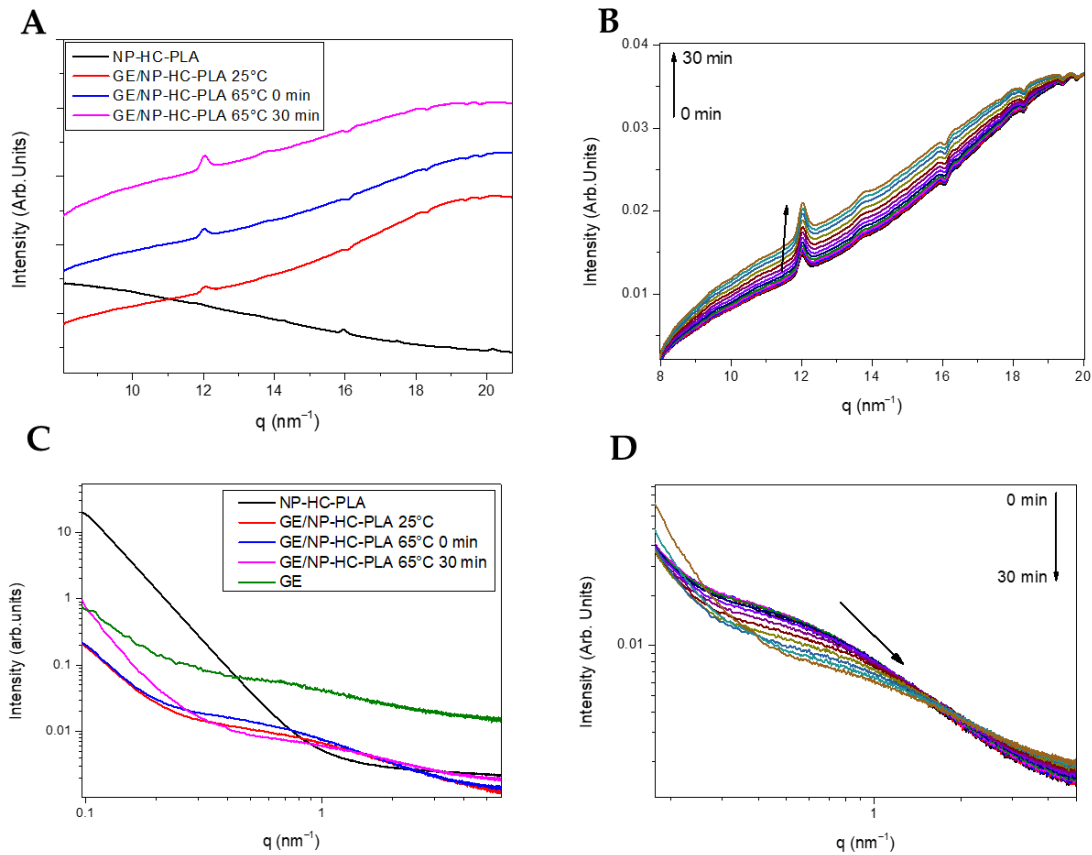 A
NP-HC-PLA
GE/NP-HC-PLA 25°C
GE/NP-HC-PLA 65°C 0 min
GE/NP-HC-PLA 65°C 30 min
Intensity (Arb.Units)
10 12 14 16 18 20
q (nm⁻¹)
B
30 min
0 min
0.04
0.03
0.02
0.01
Intensity (Arb.Units)
8 10 12 14 16 18 20
q (nm⁻¹)
C
NP-HC-PLA
GE/NP-HC-PLA 25°C
GE/NP-HC-PLA 65°C 0 min
GE/NP-HC-PLA 65°C 30 min
GE
10
1
0.1
0.01
Intensity (arb.units)
0.1 1
q (nm⁻¹)
D
0 min
30 min
0.01
Intensity (Arb. Units)
1
q (nm⁻¹)